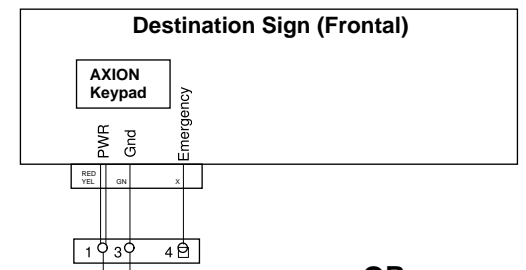 Destination Sign (Frontal)
AXION
Keypad
PWR
Gnd
Emergency
RED
YEL
GN
X
1 3 4